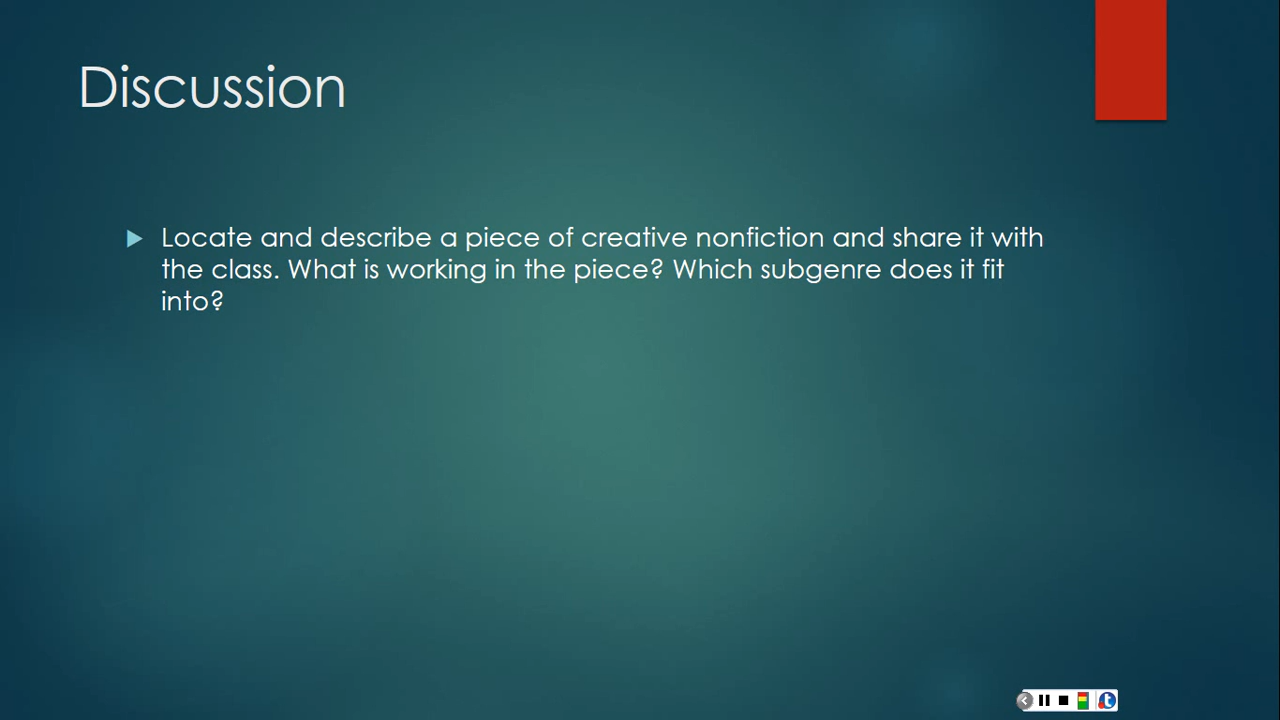 Discussion
Locate and describe a piece of creative nonfiction and share it with
the class. What is working in the piece? Which subgenre does it fit
into?